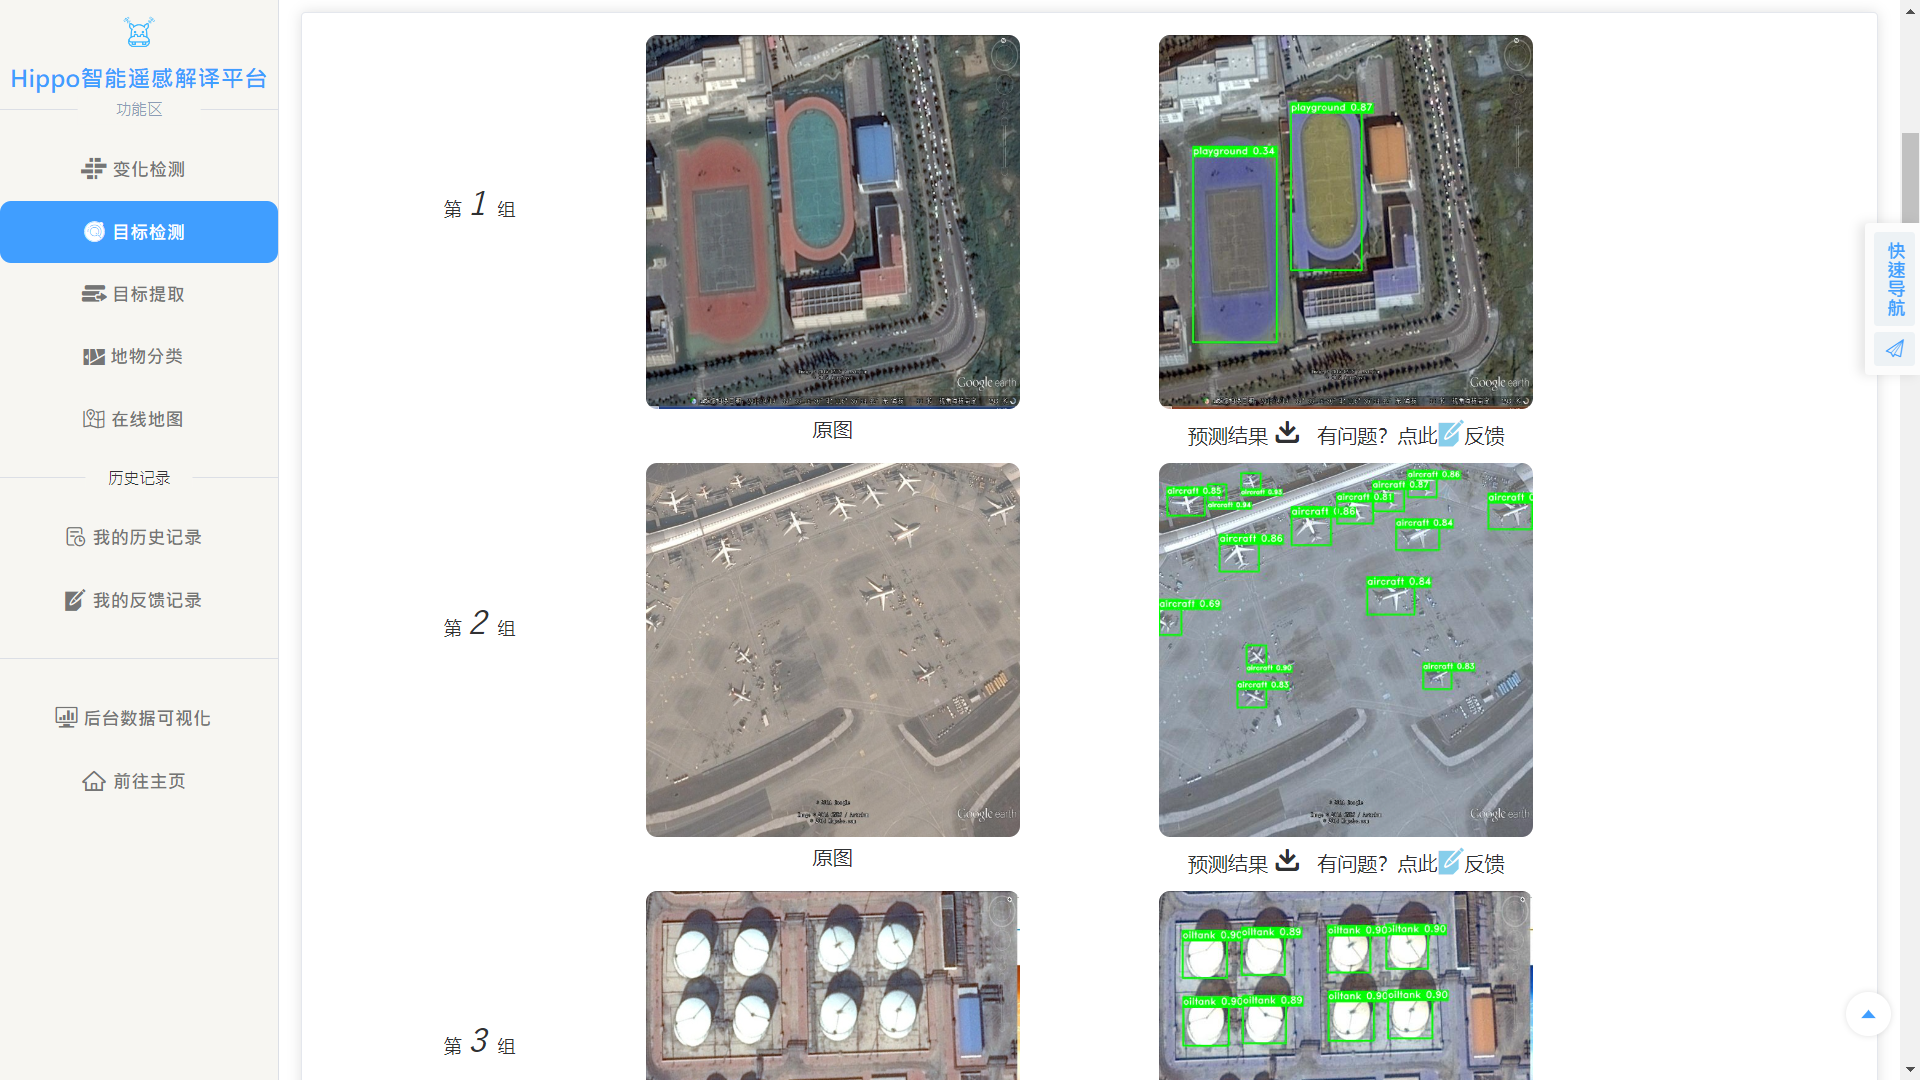 Hippo智能遥感解译平台
功能区
变化检测
目标检测
目标提取
地物分类
在线地图
历史记录
我的历史记录
我的反馈记录
后台数据可视化
前往主页
第 1 组
Google earth
原图
playground 0.87
playground 0.34
Google earth
预测结果 有问题？点此反馈
第 2 组
Google earth
原图
aircraft 0.86
aircraft 0.87
aircraft 0.85
aircraft 0.93
aircraft 0.81
aircraft
aircraft 0.84
aircraft 0.86
aircraft 0.84
aircraft 0.86
aircraft 0.84
aircraft 0.69
aircraft 0.90
aircraft 0.83
aircraft 0.83
Google earth
预测结果 有问题？点此反馈
第 3 组
oiltank 0.90
oiltank 0.89
oiltank 0.90
oiltank 0.90
oiltank 0.90
oiltank 0.89
oiltank 0.90
oiltank 0.90
快速导航